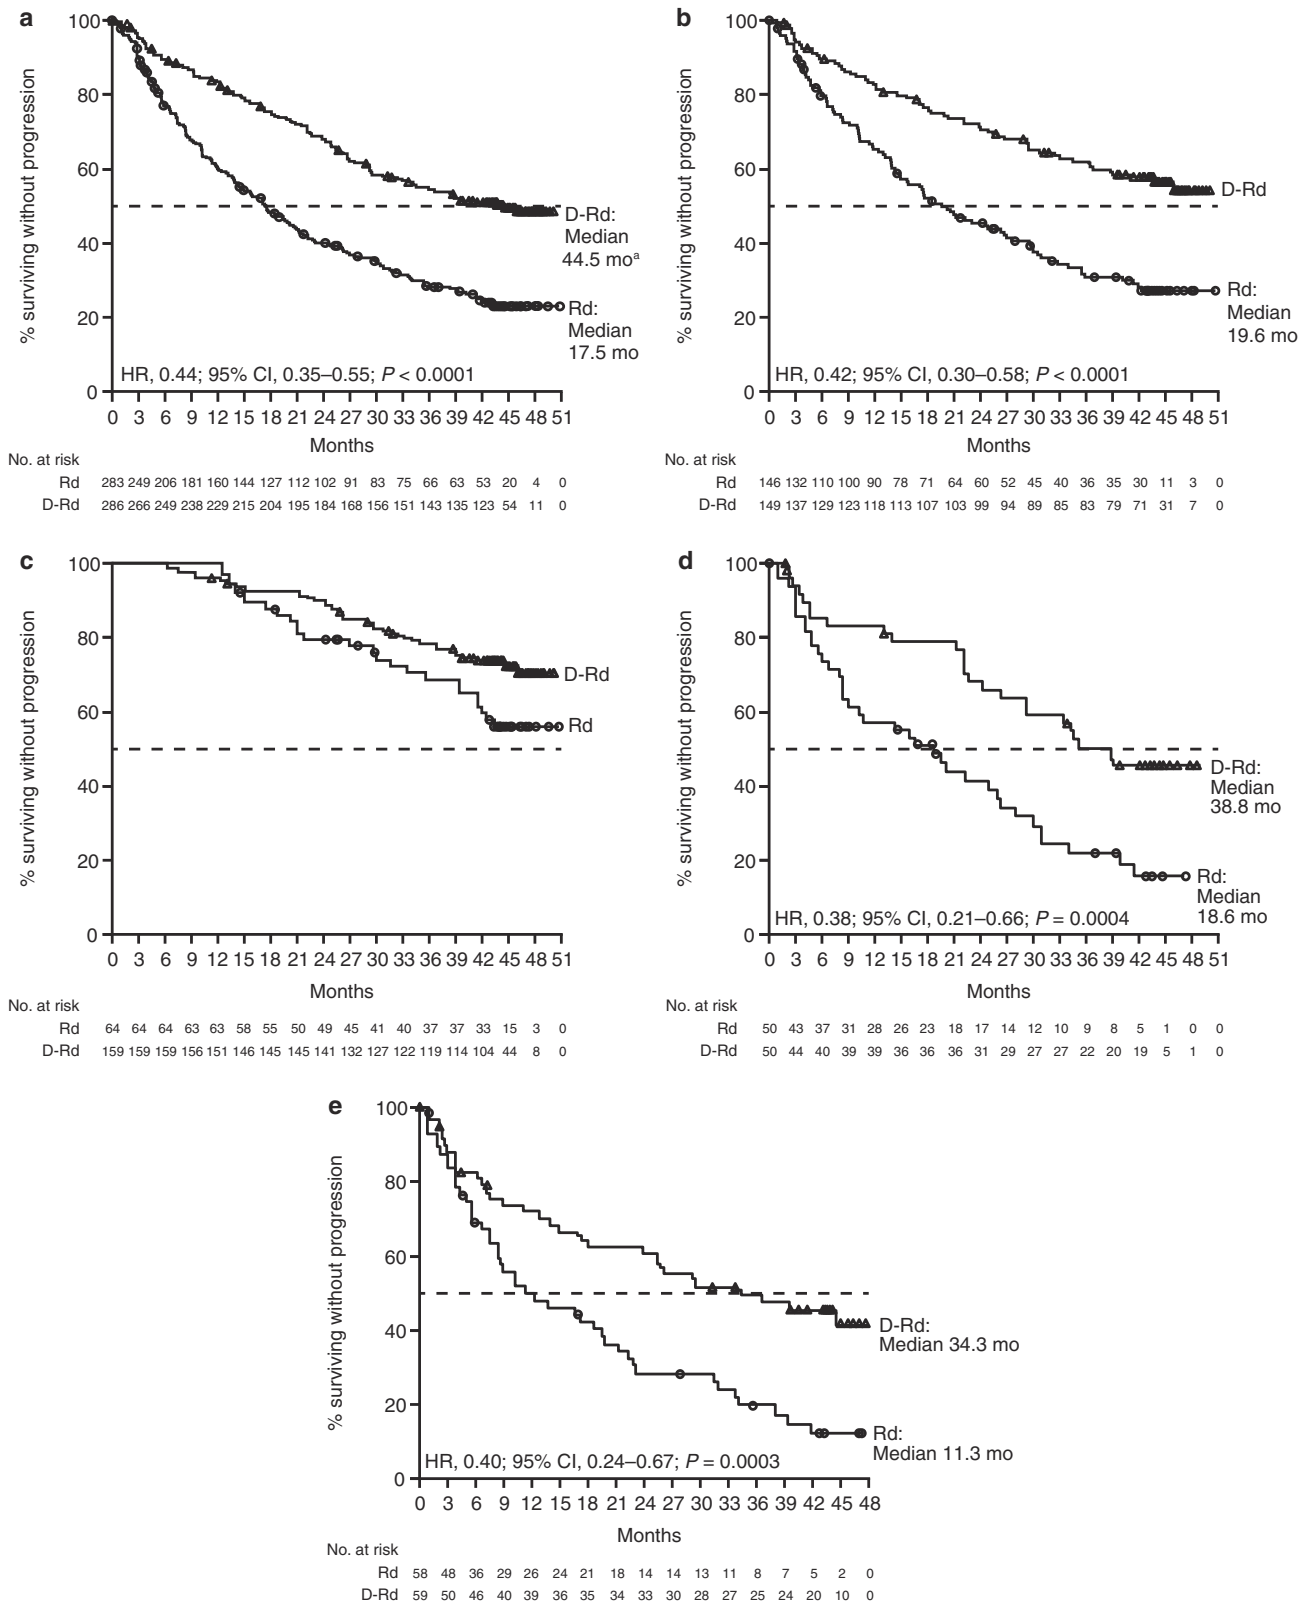 a
% surviving without progression
100
80
60
40
20
0
D-Rd:
Median
44.5 moᵃ
Rd:
Median
17.5 mo
HR, 0.44; 95% CI, 0.35–0.55; P < 0.0001
0 3 6 9 12 15 18 21 24 27 30 33 36 39 42 45 48 51
Months
No. at risk
Rd 283 249 206 181 160 144 127 112 102 91 83 75 66 63 53 20 4 0
D-Rd 286 266 249 238 229 215 204 195 184 168 156 151 143 135 123 54 11 0
b
% surviving without progression
100
80
60
40
20
0
D-Rd
Rd:
Median
19.6 mo
HR, 0.42; 95% CI, 0.30–0.58; P < 0.0001
0 3 6 9 12 15 18 21 24 27 30 33 36 39 42 45 48 51
Months
No. at risk
Rd 146 132 110 100 90 78 71 64 60 52 45 40 36 35 30 11 3 0
D-Rd 149 137 129 123 118 113 107 103 99 94 89 85 83 79 71 31 7 0
c
% surviving without progression
100
80
60
40
20
0
D-Rd
Rd
0 3 6 9 12 15 18 21 24 27 30 33 36 39 42 45 48 51
Months
No. at risk
Rd 64 64 64 63 63 58 55 50 49 45 41 40 37 37 33 15 3 0
D-Rd 159 159 159 156 151 146 145 145 141 132 127 122 119 114 104 44 8 0
d
% surviving without progression
100
80
60
40
20
0
D-Rd:
Median
38.8 mo
Rd:
Median
18.6 mo
HR, 0.38; 95% CI, 0.21–0.66; P = 0.0004
0 3 6 9 12 15 18 21 24 27 30 33 36 39 42 45 48 51
Months
No. at risk
Rd 50 43 37 31 28 26 23 18 17 14 12 10 9 8 5 1 0 0
D-Rd 50 44 40 39 39 36 36 36 31 29 27 27 22 20 19 5 1 0
e
% surviving without progression
100
80
60
40
20
0
D-Rd:
Median 34.3 mo
Rd:
Median 11.3 mo
HR, 0.40; 95% CI, 0.24–0.67; P = 0.0003
0 3 6 9 12 15 18 21 24 27 30 33 36 39 42 45 48
Months
No. at risk
Rd 58 48 36 29 26 24 21 18 14 14 13 11 8 7 5 2 0
D-Rd 59 50 46 40 39 36 35 34 33 30 28 27 25 24 20 10 0